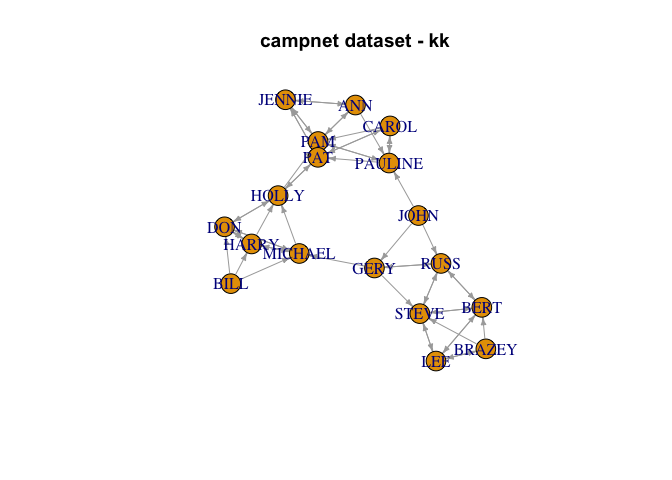 campnet dataset - kk
JENNIE
ANN
CAROL
PAM
PAT
PAULINE
HOLLY
JOHN
DON
HARRY
MICHAEL
GERY
RUSS
BILL
STEVE
BERT
BRAZEY
LEE